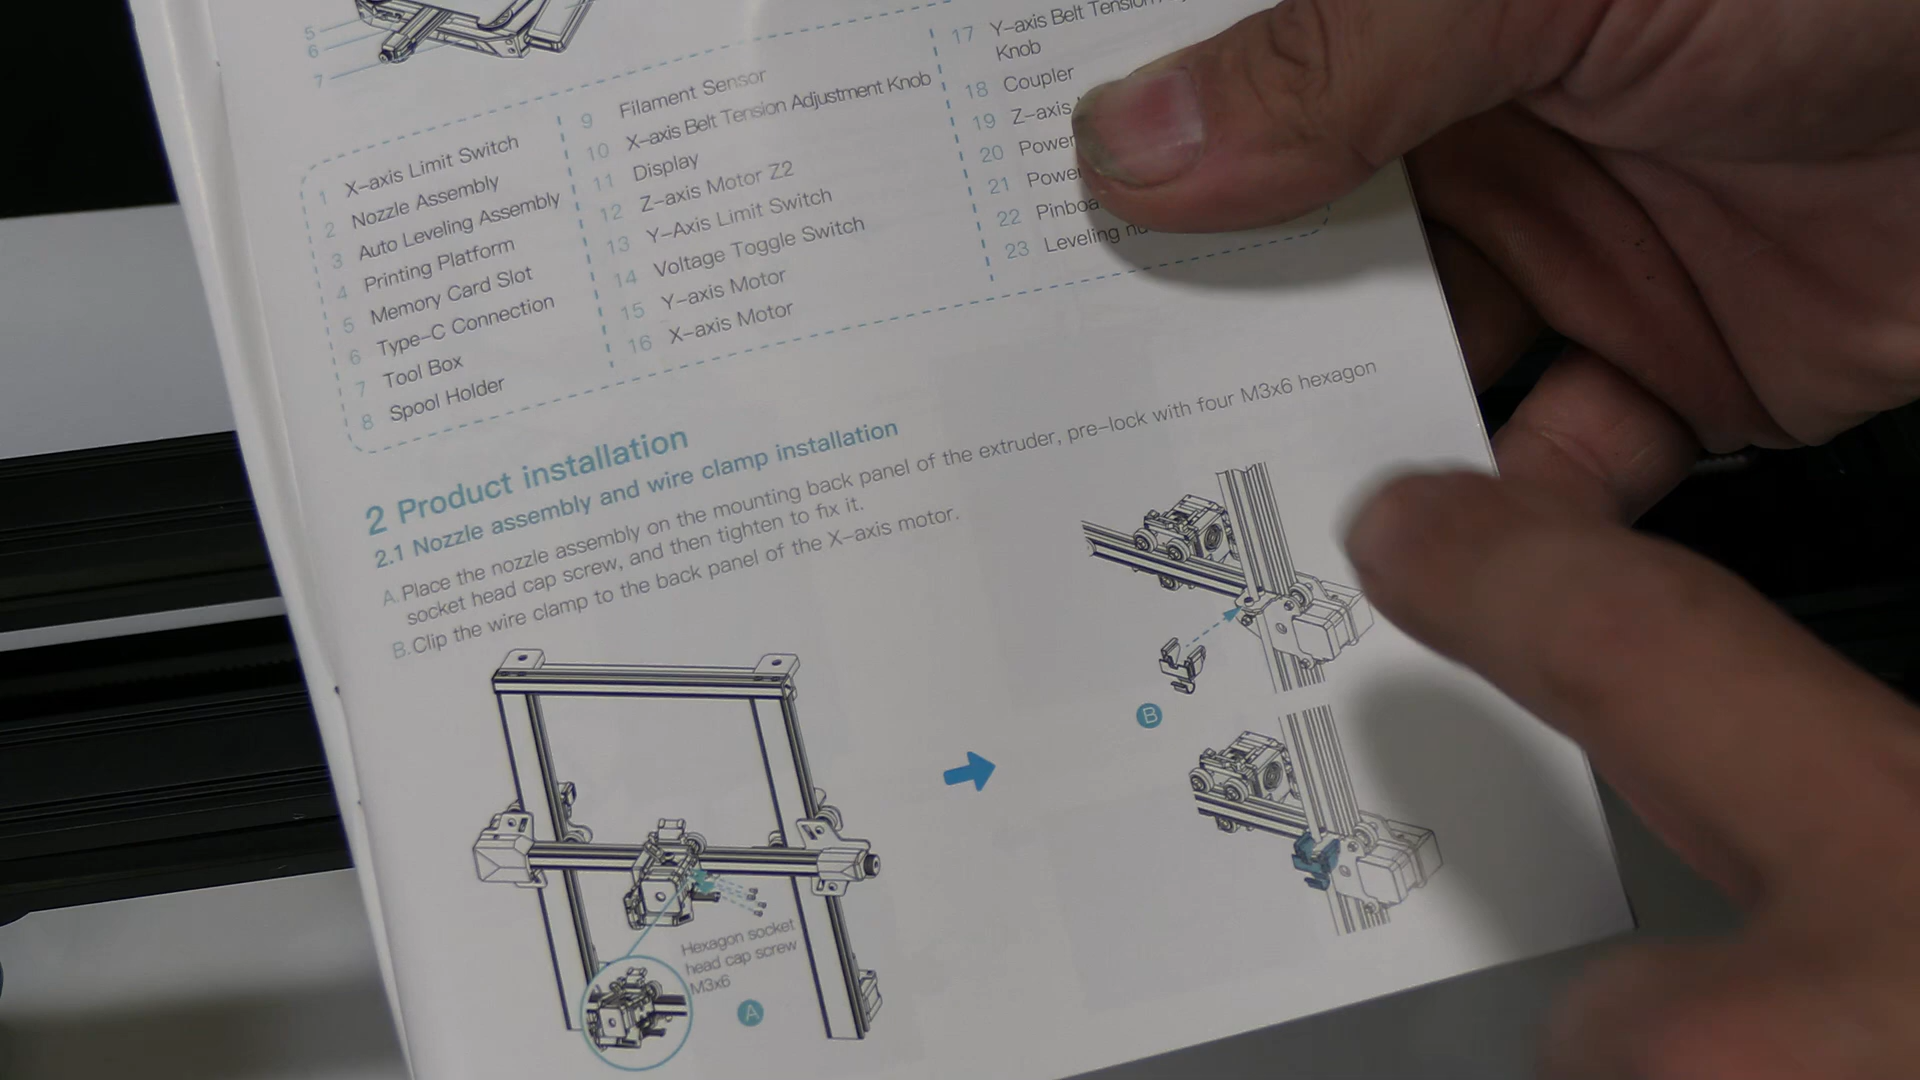 5
6
7
1 X-axis Limit Switch
2 Nozzle Assembly
3 Auto Leveling Assembly
4 Printing Platform
5 Memory Card Slot
6 Type-C Connection
7 Tool Box
8 Spool Holder
9 Filament Sensor
10 X-axis Belt Tension Adjustment Knob
11 Display
12 Z-axis Motor Z2
13 Y-Axis Limit Switch
14 Voltage Toggle Switch
15 Y-axis Motor
16 X-axis Motor
17 Y-axis Belt Tension
Knob
18 Coupler
19 Z-axis
20 Power
21 Power
22
23 Leveling
2 Product installation
2.1 Nozzle assembly and wire clamp installation
A. Place the nozzle assembly on the mounting back panel of the extruder, pre-lock with four M3x6 hexagon
socket head cap screw, and then tighten to fix it.
B. Clip the wire clamp to the back panel of the X-axis motor.
Hexagon socket
head cap screw
M3x6
A
B